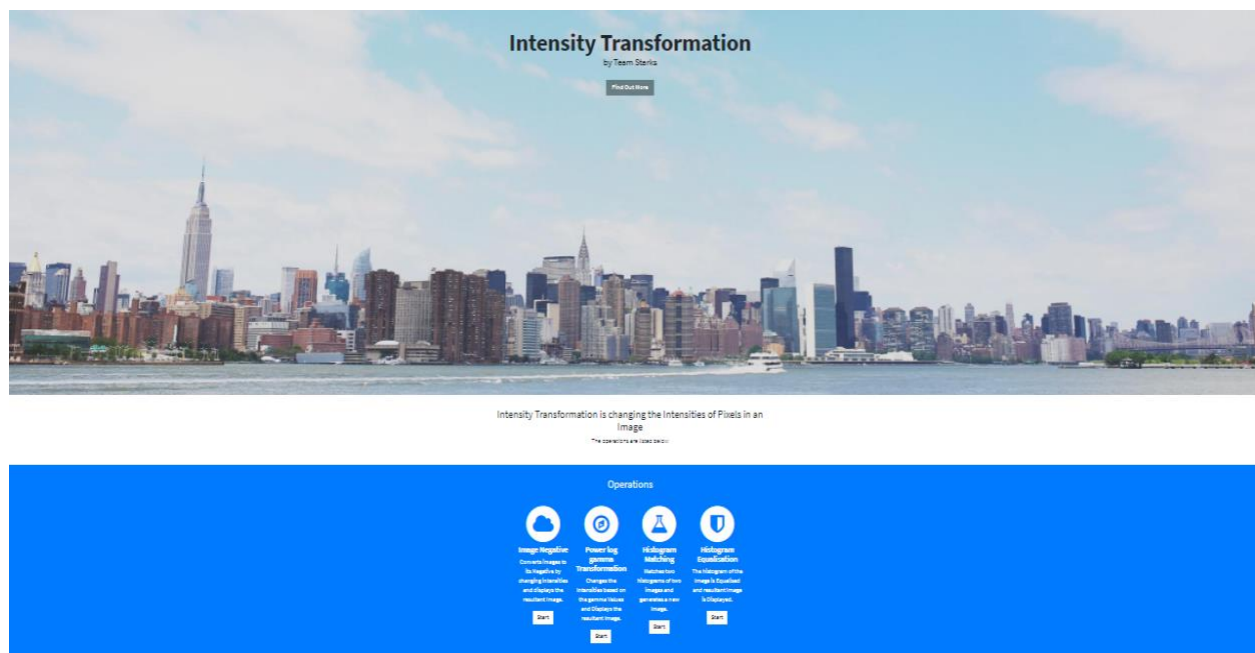 Intensity Transformation
by Team Starks
Find Out More
Intensity Transformation is changing the Intensities of Pixels in an
Image
The operations are listed below
Operations
Image Negative
Converts Images to
its Negative by
changing intensities
and displays the
resultant image.
Start
Power log
gamma
Transformation
Changes the
Intensities based on
the gamma Values
and Displays the
resultant image.
Start
Histogram
Matching
Matches two
histograms of two
images and
generates a new
image.
Start
Histogram
Equalisation
The histogram of the
image is Equalised
and resultant image
is Displayed.
Start